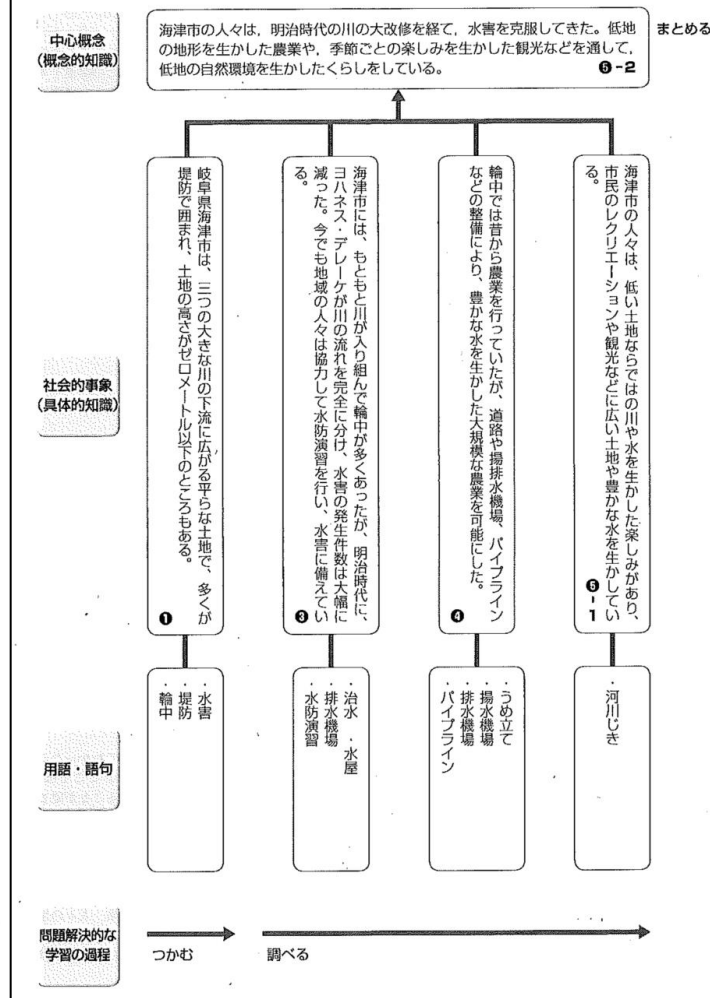 中心概念
(概念的知識)
海津市の人々は，明治時代の川の大改修を経て，水害を克服してきた。低地
の地形を生かした農業や，季節ごとの楽しみを生かした観光などを通して，
低地の自然環境を生かしたくらしをしている。
❺-2
まとめる
社会的事象
(具体的知識)
岐阜県海津市は、三つの大きな川の下流に広がる平らな土地で、多くが
堤防で囲まれ、土地の高さがゼロメートル以下のところもある。
❶
海津市には、もともと川が入り組んで輪中が多くあったが、明治時代に、
ヨハネス・デレーケが川の流れを完全に分け、水害の発生件数は大幅に
減った。今でも地域の人々は協力して水防演習を行い、水害に備えてい
る。
❸
輪中では昔から農業を行っていたが、道路や揚排水機場、パイプライン
などの整備により、豊かな水を生かした大規模な農業を可能にした。
❹
海津市の人々は、低い土地ならではの川や水を生かした楽しみがあり、
市民のレクリエーションや観光などに広い土地や豊かな水を生かしてい
る。
❺-1
用語・語句
・水害
・堤防
・輪中
・治水 ・水屋
・排水機場
・水防演習
・うめ立て
・揚水機場
・排水機場
・パイプライン
・河川じき
問題解決的な
学習の過程
つかむ
調べる